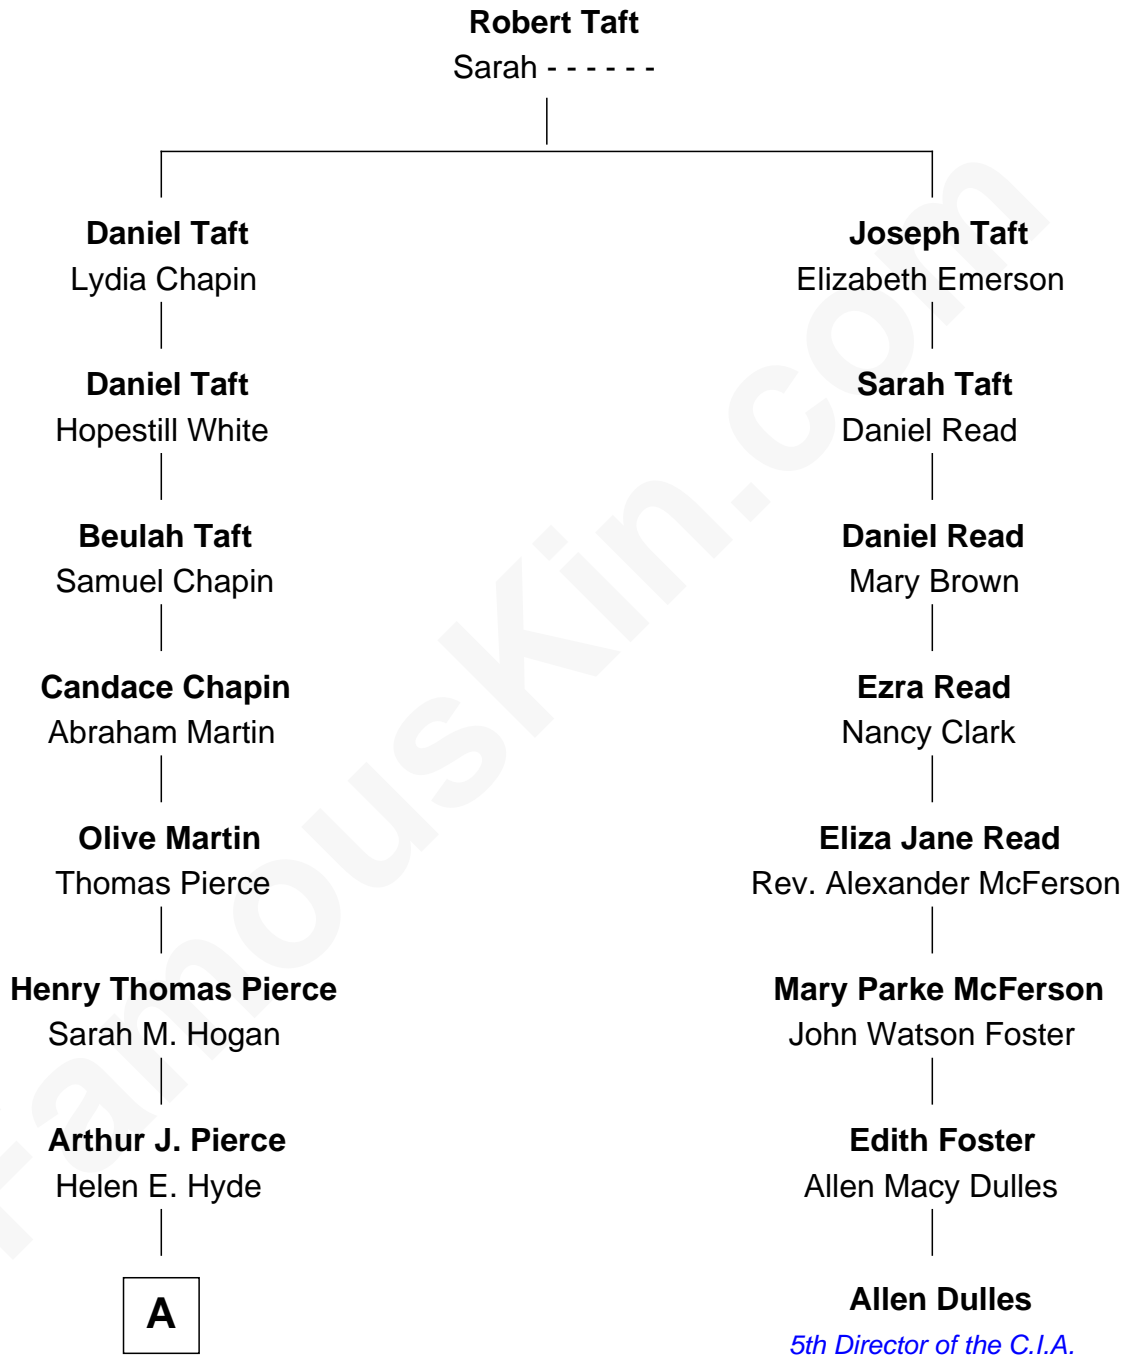 Robert Taft
Sarah - - - - - -
Daniel Taft
Lydia Chapin
Joseph Taft
Elizabeth Emerson
Daniel Taft
Hopestill White
Sarah Taft
Daniel Read
Beulah Taft
Samuel Chapin
Daniel Read
Mary Brown
Candace Chapin
Abraham Martin
Ezra Read
Nancy Clark
Olive Martin
Thomas Pierce
Eliza Jane Read
Rev. Alexander McFerson
Henry Thomas Pierce
Sarah M. Hogan
Mary Parke McFerson
John Watson Foster
Arthur J. Pierce
Helen E. Hyde
Edith Foster
Allen Macy Dulles
A
Allen Dulles
5th Director of the C.I.A.
FamousKin.com